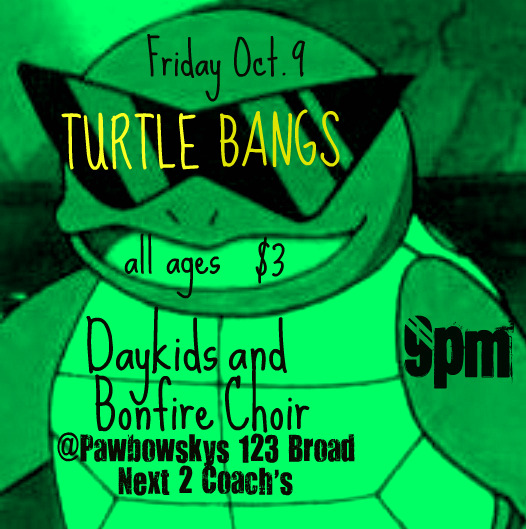 Friday Oct. 9
TURTLE BANGS
all ages $3
Daykids and
Bonfire Choir
9pm
@Pawbowskys 123 Broad
Next 2 Coach's